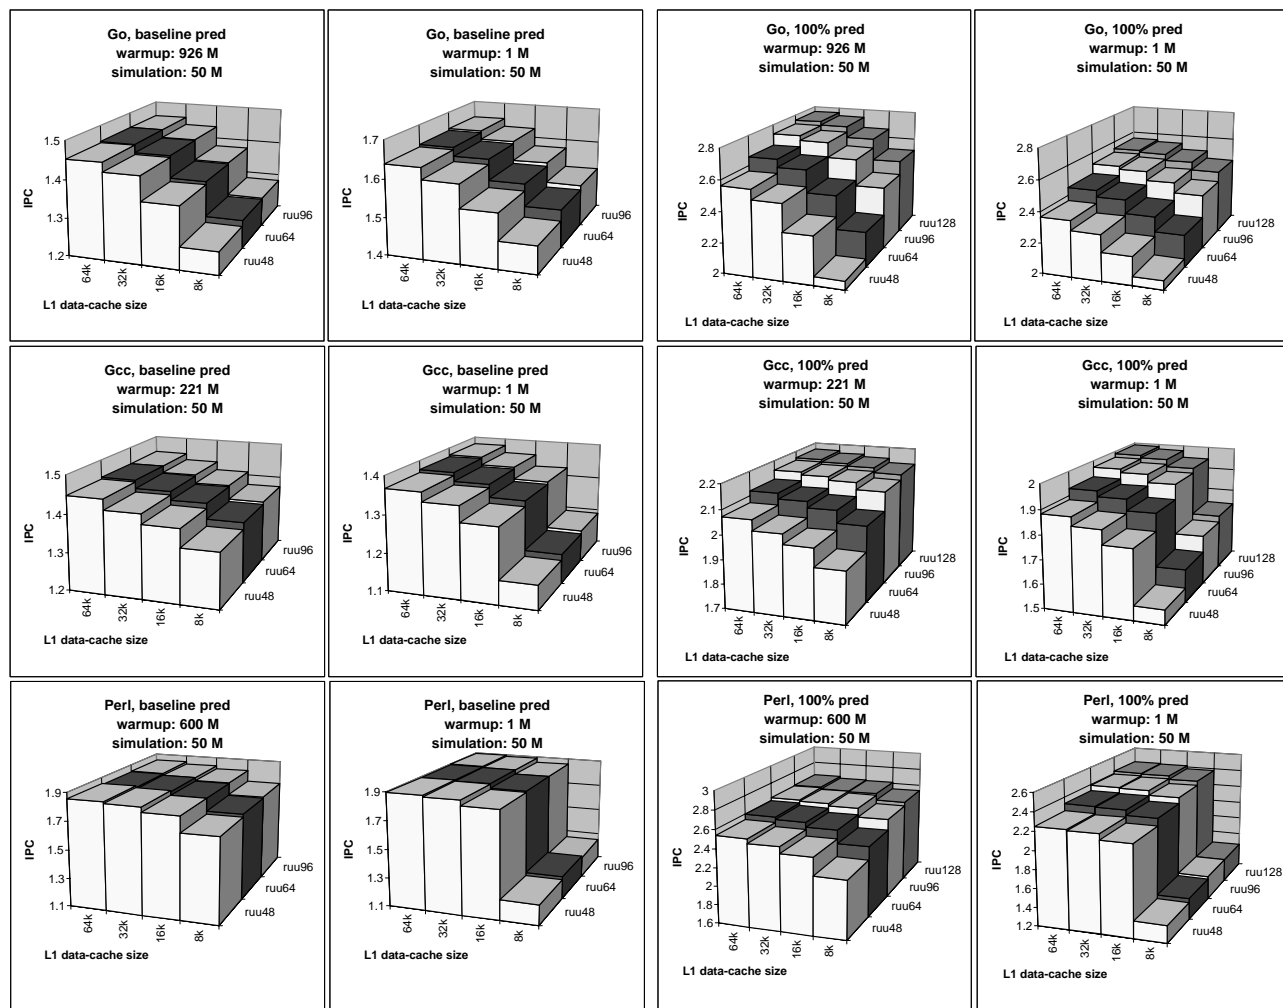 Go, baseline pred
warmup: 926 M
simulation: 50 M
1.5
1.4
1.3
1.2
IPC
64k
32k
16k
8k
ruu48
ruu64
ruu96
L1 data-cache size
Go, baseline pred
warmup: 1 M
simulation: 50 M
1.7
1.6
1.5
1.4
IPC
64k
32k
16k
8k
ruu48
ruu64
ruu96
L1 data-cache size
Go, 100% pred
warmup: 926 M
simulation: 50 M
2.8
2.6
2.4
2.2
2
IPC
64k
32k
16k
8k
ruu48
ruu64
ruu96
ruu128
L1 data-cache size
Go, 100% pred
warmup: 1 M
simulation: 50 M
2.8
2.6
2.4
2.2
2
IPC
64k
32k
16k
8k
ruu48
ruu64
ruu96
ruu128
L1 data-cache size
Gcc, baseline pred
warmup: 221 M
simulation: 50 M
1.5
1.4
1.3
1.2
IPC
64k
32k
16k
8k
ruu48
ruu64
ruu96
L1 data-cache size
Gcc, baseline pred
warmup: 1 M
simulation: 50 M
1.4
1.3
1.2
1.1
IPC
64k
32k
16k
8k
ruu48
ruu64
ruu96
L1 data-cache size
Gcc, 100% pred
warmup: 221 M
simulation: 50 M
2.2
2.1
2
1.9
1.8
1.7
IPC
64k
32k
16k
8k
ruu48
ruu64
ruu96
ruu128
L1 data-cache size
Gcc, 100% pred
warmup: 1 M
simulation: 50 M
2
1.9
1.8
1.7
1.6
1.5
IPC
64k
32k
16k
8k
ruu48
ruu64
ruu96
ruu128
L1 data-cache size
Perl, baseline pred
warmup: 600 M
simulation: 50 M
1.9
1.7
1.5
1.3
1.1
IPC
64k
32k
16k
8k
ruu48
ruu64
ruu96
L1 data-cache size
Perl, baseline pred
warmup: 1 M
simulation: 50 M
1.9
1.7
1.5
1.3
1.1
IPC
64k
32k
16k
8k
ruu48
ruu64
ruu96
L1 data-cache size
Perl, 100% pred
warmup: 600 M
simulation: 50 M
3
2.8
2.6
2.4
2.2
2
1.8
1.6
IPC
64k
32k
16k
8k
ruu48
ruu64
ruu96
ruu128
L1 data-cache size
Perl, 100% pred
warmup: 1 M
simulation: 50 M
2.6
2.4
2.2
2
1.8
1.6
1.4
1.2
IPC
64k
32k
16k
8k
ruu48
ruu64
ruu96
ruu128
L1 data-cache size